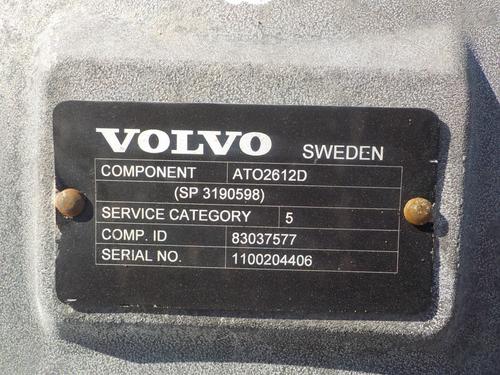 VOLVO SWEDEN
COMPONENT ATO2612D
(SP 3190598)
SERVICE CATEGORY 5
COMP. ID 83037577
SERIAL NO. 1100204406